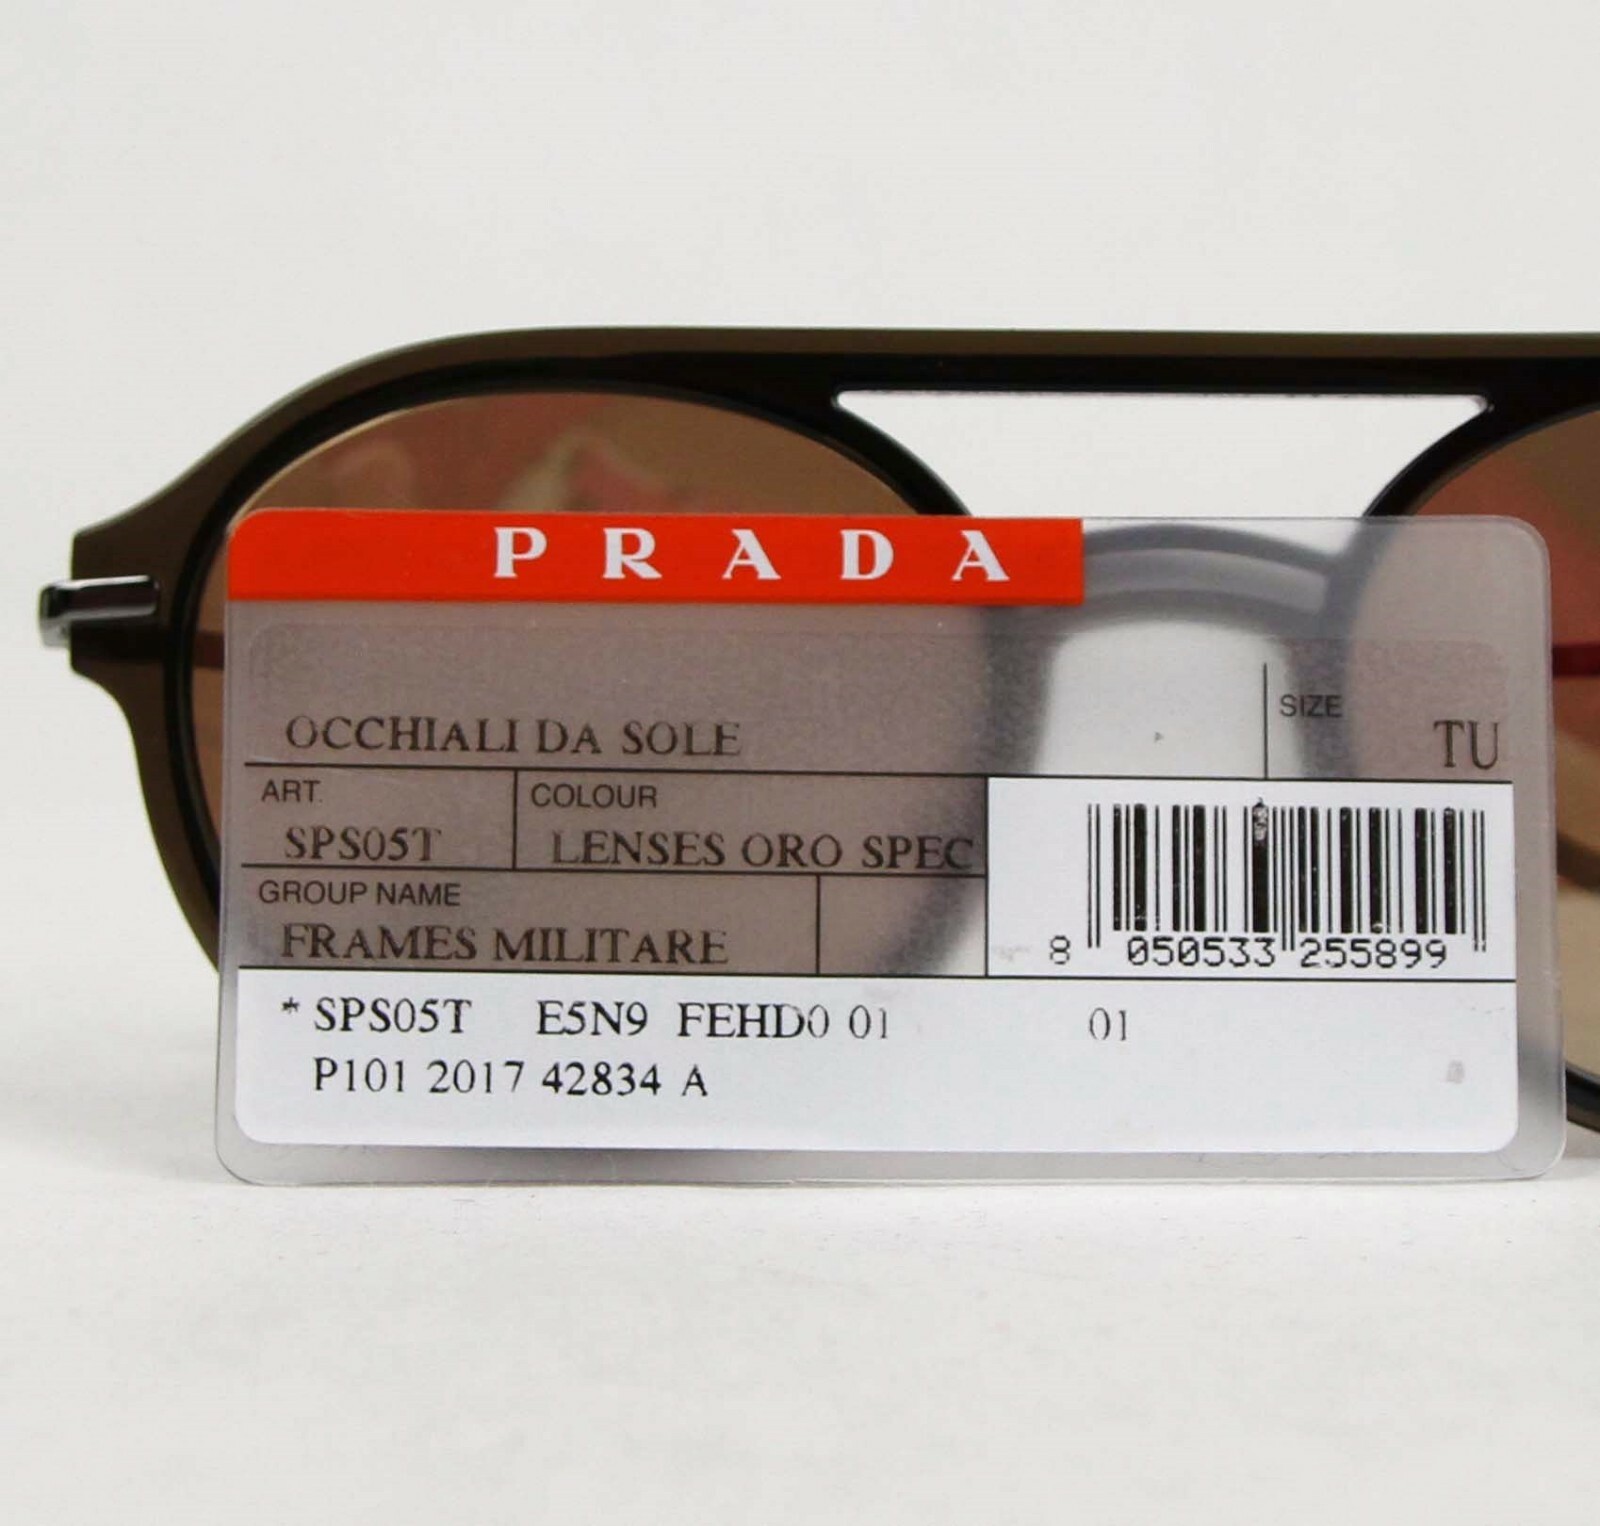 PRADA
OCCHIALI DA SOLE
SIZE
TU
ART.
COLOUR
SPS05T
LENSES ORO SPEC
GROUP NAME
FRAMES MILITARE
8 050533 255899
* SPS05T E5N9 FEHD0 01 01
P101 2017 42834 A